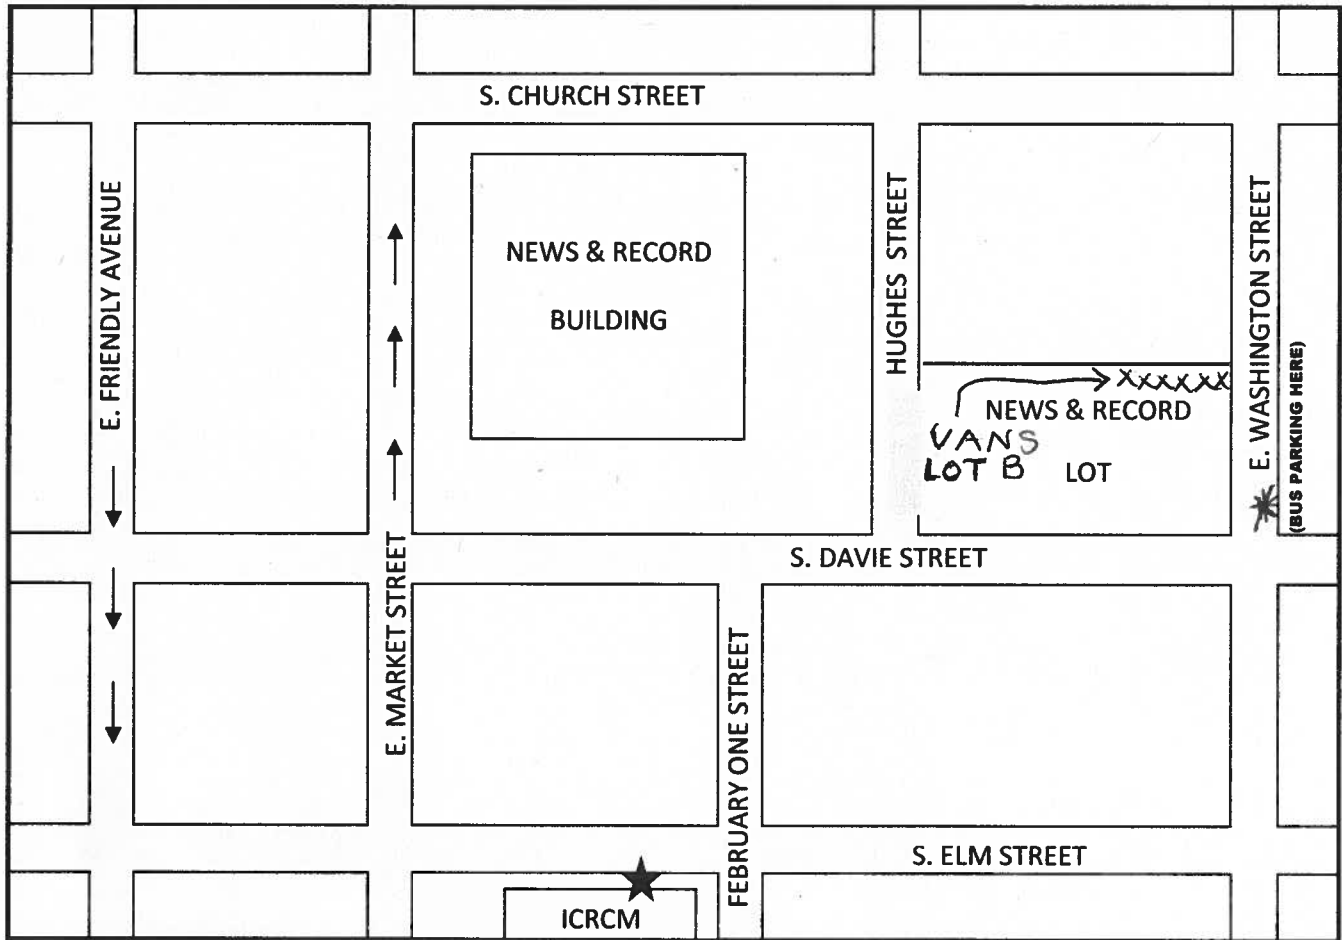 S. CHURCH STREET
E. FRIENDLY AVENUE
NEWS & RECORD
BUILDING
HUGHES STREET
E. WASHINGTON STREET
(BUS PARKING HERE)
XXXXXX
NEWS & RECORD
VANS
LOT B
LOT
S. DAVIE STREET
E. MARKET STREET
FEBRUARY ONE STREET
S. ELM STREET
ICRCM